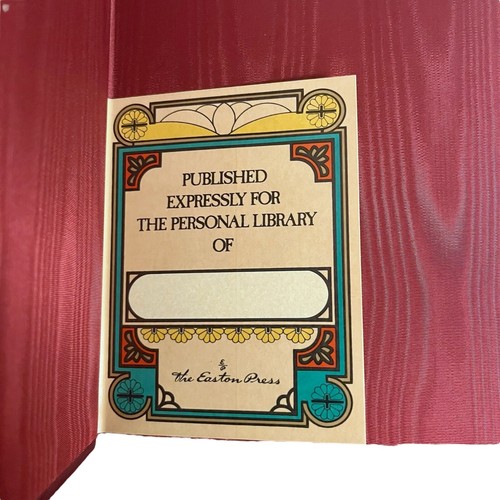 PUBLISHED
EXPRESSLY FOR
THE PERSONAL LIBRARY
OF
The Easton Press